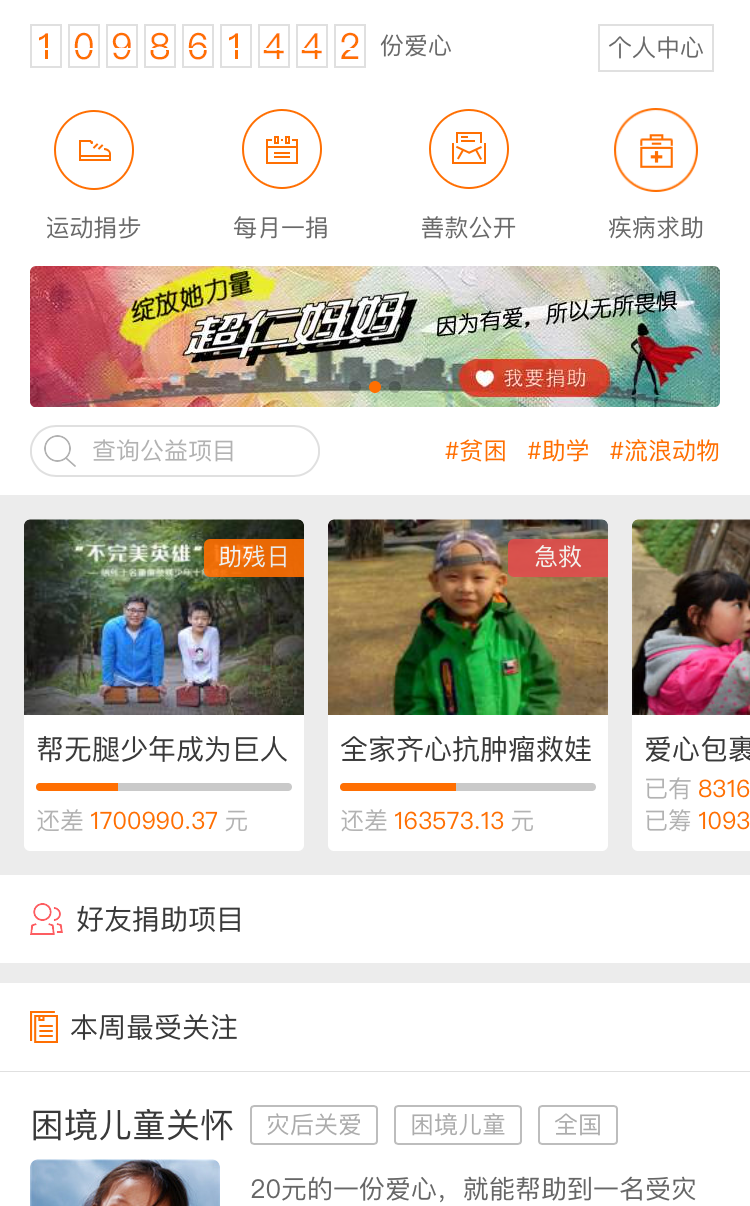 109861442 份爱心
个人中心
运动捐步 每月一捐 善款公开 疾病求助
绽放她力量
超仁妈妈
因为有爱，所以无所畏惧
我要捐助
查询公益项目 #贫困 #助学 #流浪动物
“不完美英雄”
助残日
急救
帮无腿少年成为巨人 全家齐心抗肿瘤救娃 爱心包裹
已有 8316
还差 1700990.37 元 还差 163573.13 元 已筹 1093
好友捐助项目
本周最受关注
困境儿童关怀 灾后关爱 困境儿童 全国
20元的一份爱心，就能帮助到一名受灾